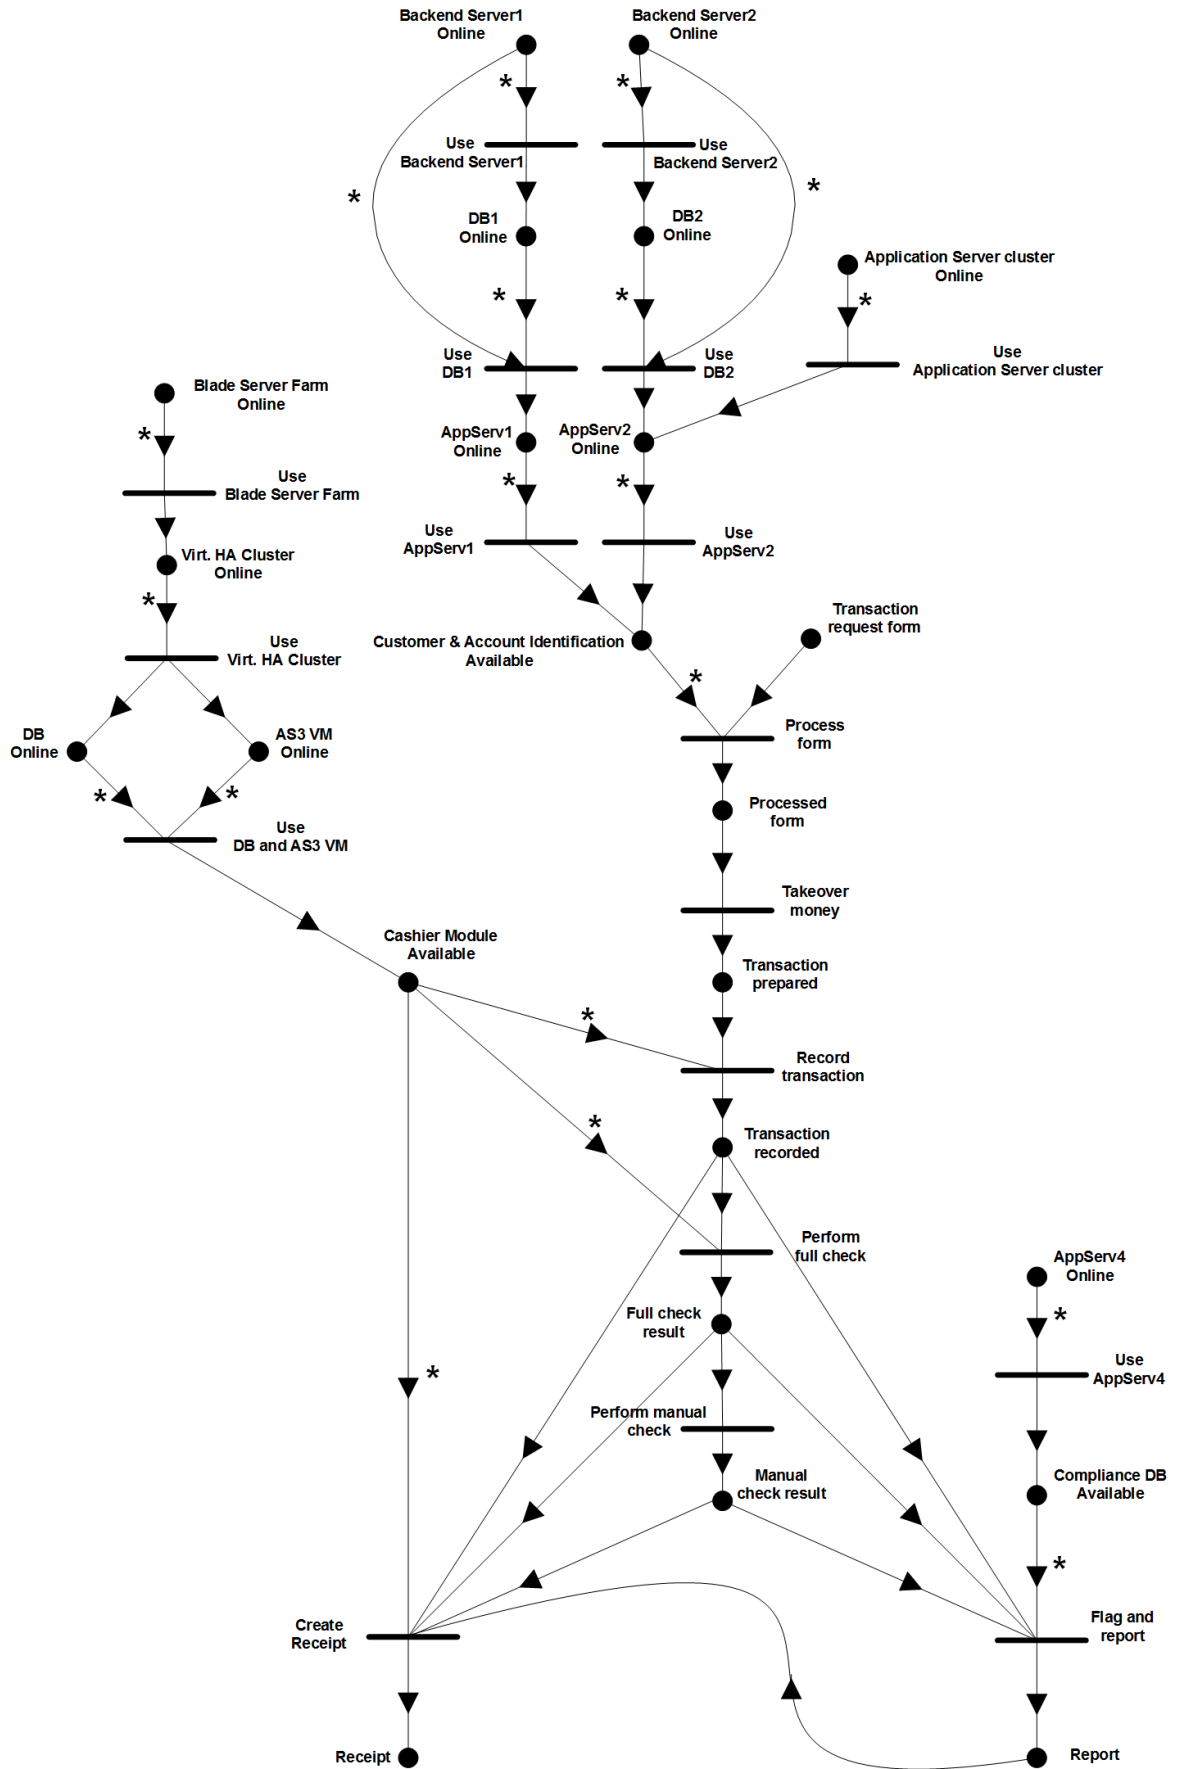 Backend Server1
Online
Backend Server2
Online
*
*
Use
Backend Server1
Use
Backend Server2
*
*
DB1
Online
DB2
Online
Application Server cluster
Online
*
*
*
Use
DB1
Use
DB2
Use
Application Server cluster
Blade Server Farm
Online
*
AppServ1
Online
AppServ2
Online
Use
Blade Server Farm
*
*
Use
AppServ1
Use
AppServ2
Virt. HA Cluster
Online
*
Transaction
request form
Customer & Account Identification
Available
Use
Virt. HA Cluster
*
DB
Online
AS3 VM
Online
Process
form
*
*
Processed
form
Use
DB and AS3 VM
Takeover
money
Cashier Module
Available
Transaction
prepared
*
Record
transaction
*
Transaction
recorded
Perform
full check
AppServ4
Online
Full check
result
*
Use
AppServ4
*
Perform manual
check
Manual
check result
Compliance DB
Available
*
Create
Receipt
Flag and
report
Receipt
Report